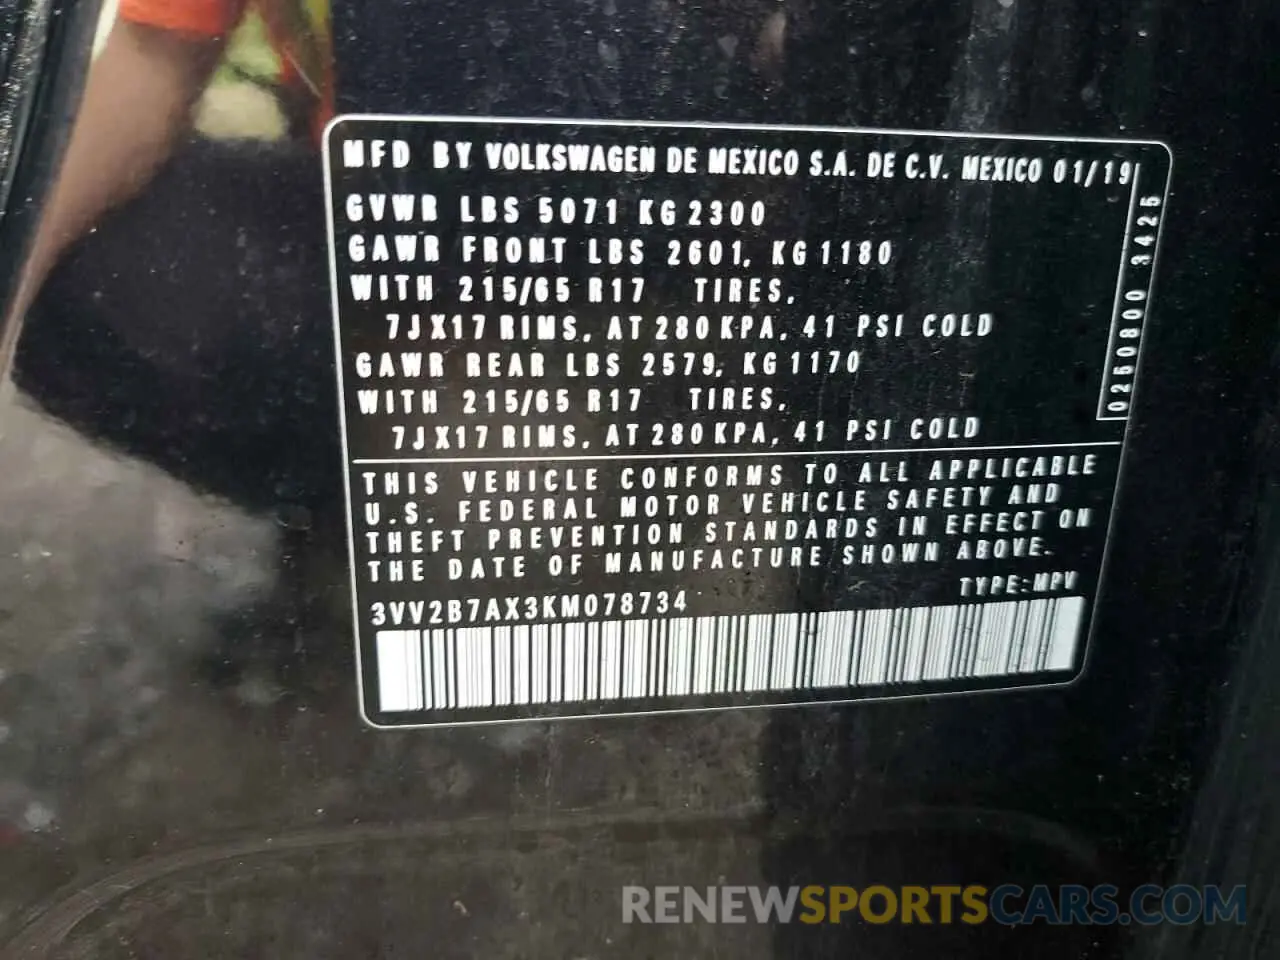 MFD BY VOLKSWAGEN DE MEXICO S.A. DE C.V. MEXICO 01/19
GVWR LBS 5071 KG 2300
GAWR FRONT LBS 2601, KG 1180
WITH 215/65 R17 TIRES,
7JX17 RIMS, AT 280 KPA, 41 PSI COLD
GAWR REAR LBS 2579, KG 1170
WITH 215/65 R17 TIRES,
7JX17 RIMS, AT 280 KPA, 41 PSI COLD
0250800 3425
THIS VEHICLE CONFORMS TO ALL APPLICABLE
U.S. FEDERAL MOTOR VEHICLE SAFETY AND
THEFT PREVENTION STANDARDS IN EFFECT ON
THE DATE OF MANUFACTURE SHOWN ABOVE.
3VV2B7AX3KM078734 TYPE:MPV
RENEWSPORTSCARS.COM